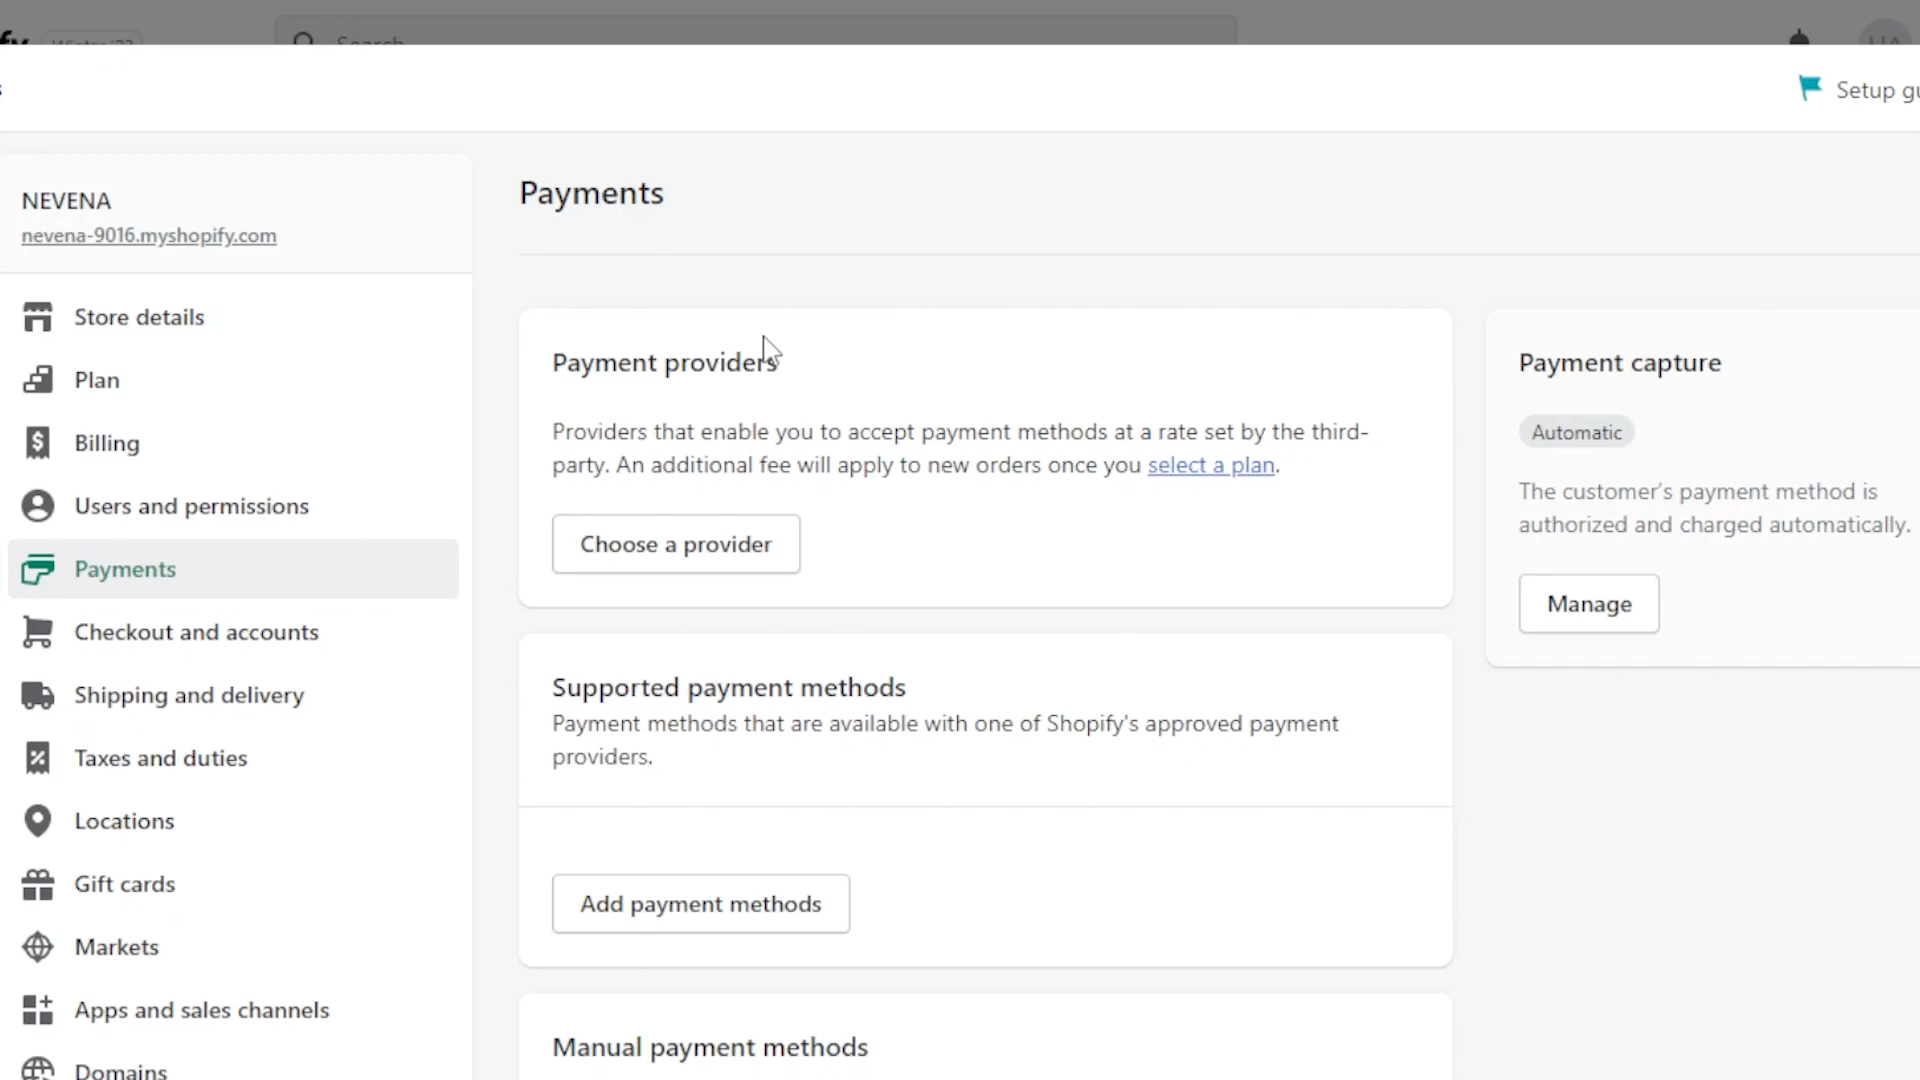 Setup
NEVENA
nevena-9016.myshopify.com
Store details
Plan
Billing
Users and permissions
Payments
Checkout and accounts
Shipping and delivery
Taxes and duties
Locations
Gift cards
Markets
Apps and sales channels
Domains
Payments
Payment providers
Providers that enable you to accept payment methods at a rate set by the third-
party. An additional fee will apply to new orders once you select a plan.
Choose a provider
Supported payment methods
Payment methods that are available with one of Shopify's approved payment
providers.
Add payment methods
Manual payment methods
Payment capture
Automatic
The customer's payment method is
authorized and charged automatically.
Manage